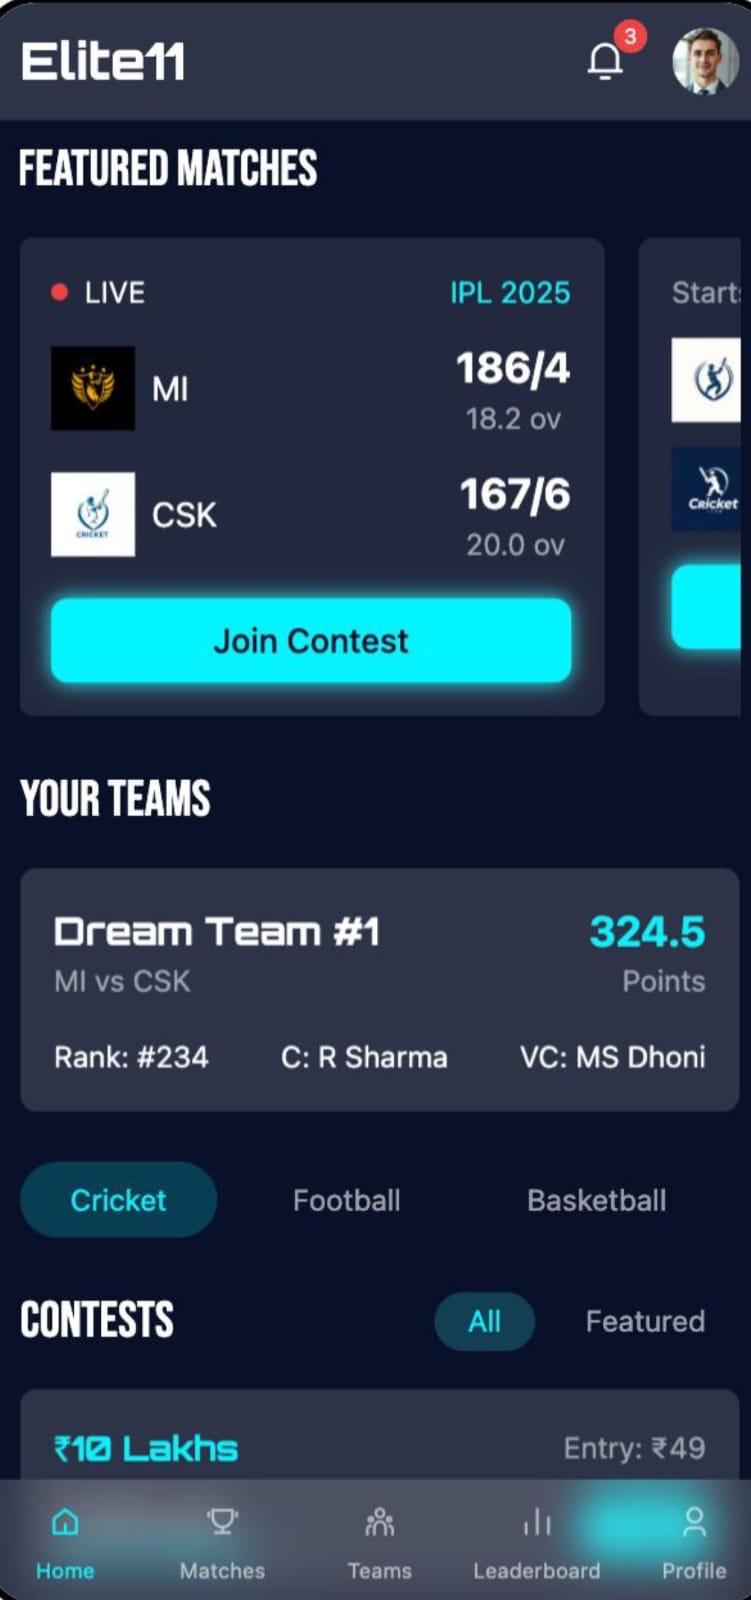 Elite11
3
FEATURED MATCHES
LIVE
IPL 2025
MI
186/4
18.2 ov
CSK
167/6
20.0 ov
Join Contest
CRICKET
Start
Cricket
YOUR TEAMS
Dream Team #1
324.5
MI vs CSK
Points
Rank: #234
C: R Sharma
VC: MS Dhoni
Cricket
Football
Basketball
CONTESTS
All
Featured
₹10 Lakhs
Entry: ₹49
Home
Matches
Teams
Leaderboard
Profile